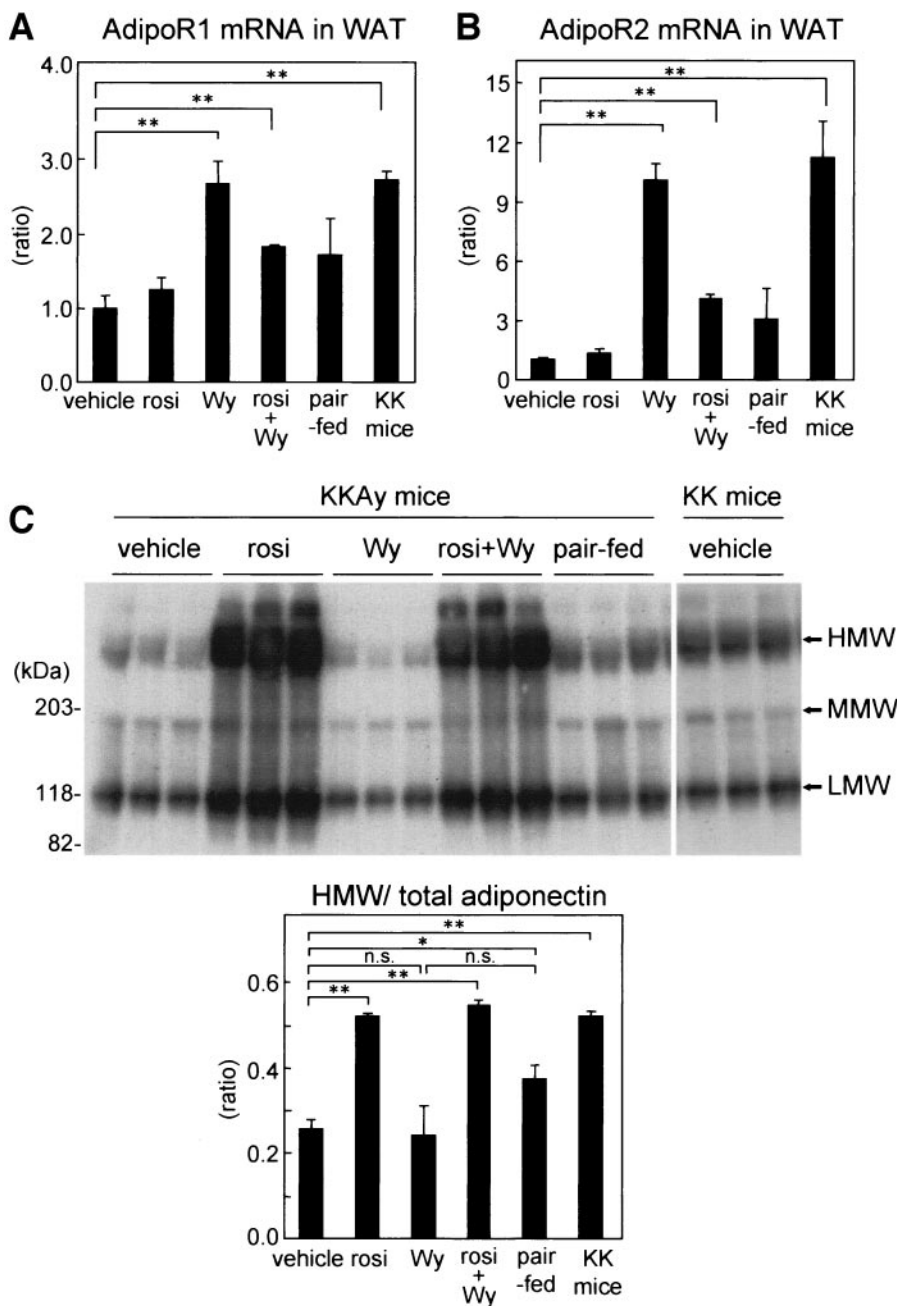 A
AdipoR1 mRNA in WAT
4.0
3.0
2.0
1.0
0.0
(ratio)
**
**
**
vehicle rosi Wy rosi + Wy pair -fed KK mice
B
AdipoR2 mRNA in WAT
15
12
9
6
3
0
(ratio)
**
**
**
vehicle rosi Wy rosi + Wy pair -fed KK mice
C
KKAy mice KK mice
vehicle rosi Wy rosi+Wy pair-fed vehicle
(kDa)
203-
118-
82-
HMW
MMW
LMW
HMW/ total adiponectin
**
*
n.s. n.s.
**
**
0.6
0.4
0.2
0.0
(ratio)
vehicle rosi Wy rosi + Wy pair -fed KK mice